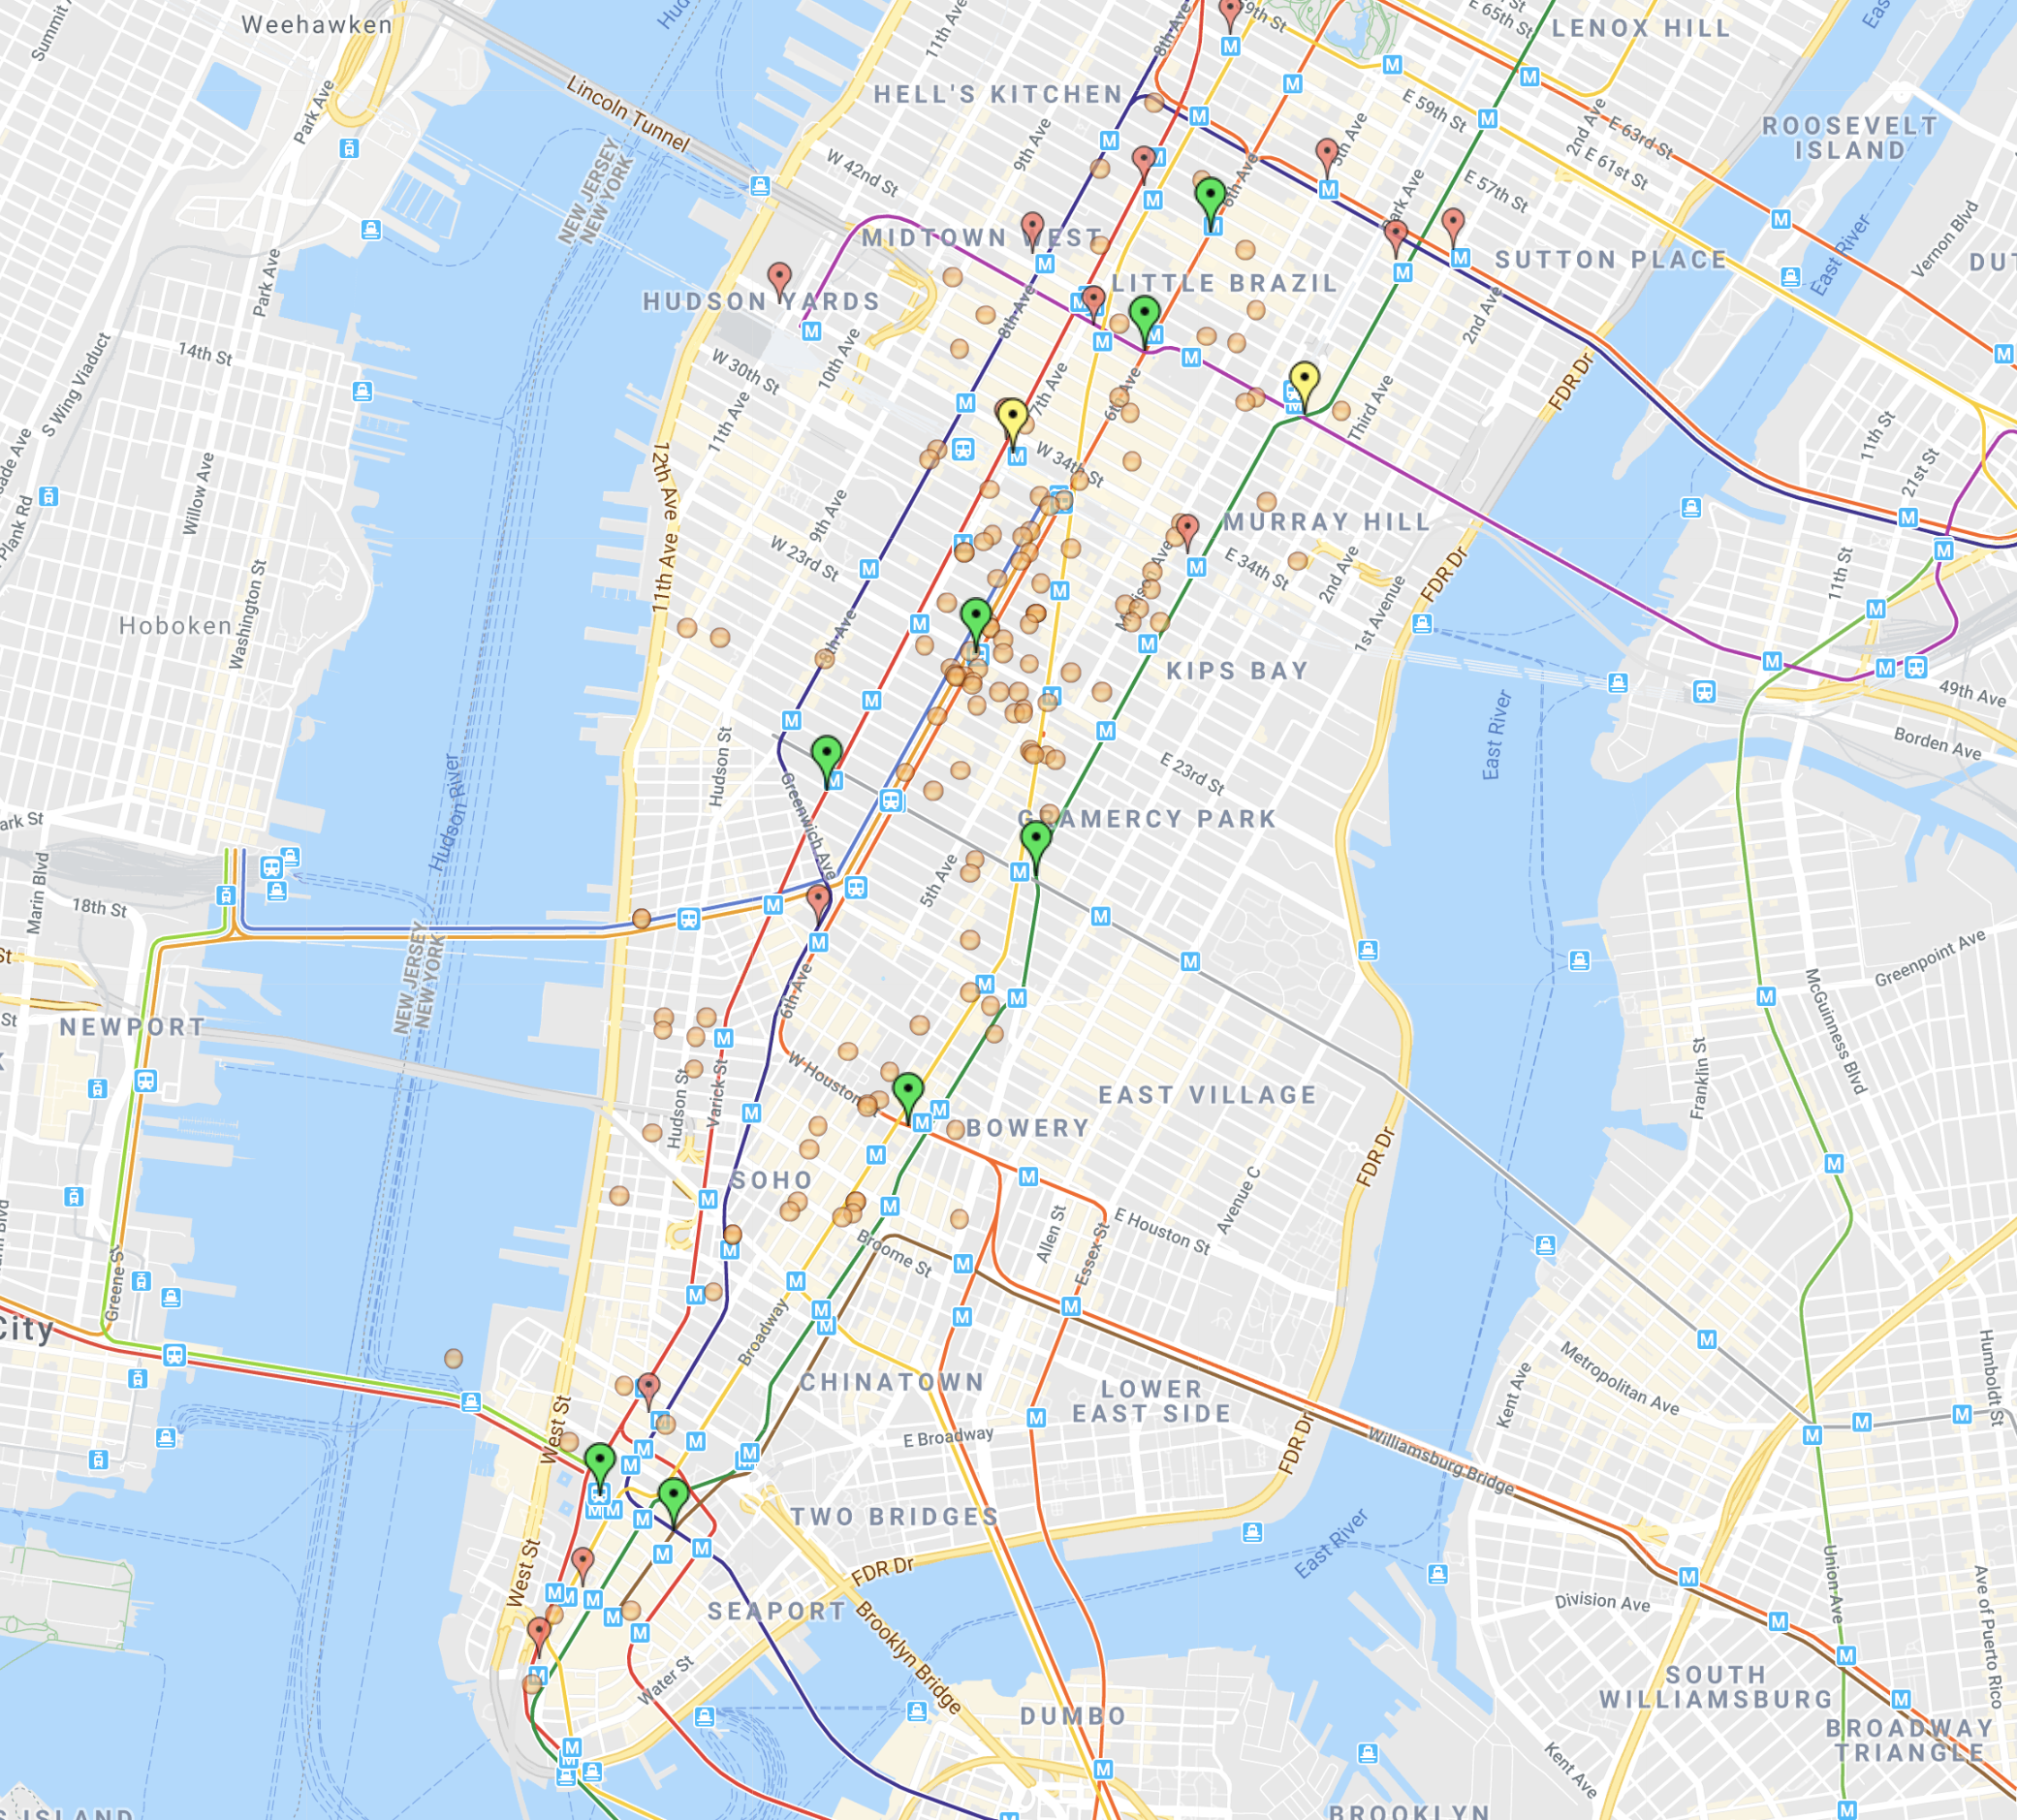 Weehawken
Lincoln Tunnel
Park Ave
NEW JERSEY
NEW YORK
11th Ave
8th Ave
HELL'S KITCHEN
9th Ave
W 42nd St
E 65th St
LENOX HILL
E 59th St
5th Ave
2nd Ave
E 63rd St
E 61st St
ROOSEVELT
ISLAND
E 57th St
Park Ave
6th Ave
MIDTOWN WEST
SUTTON PLACE
East River
Vernon Blvd
Park Ave
HUDSON YARDS
LITTLE BRAZIL
8th Ave
2nd Ave
14th St
S Wing Viaduct
W 30th St
10th Ave
11th Ave
7th Ave
6th Ave
Third Ave
FDR Dr
12th Ave
W 34th St
11th St
21st St
Willow Ave
Plank Rd
9th Ave
MURRAY HILL
W 23rd St
E 34th St
2nd Ave
FDR Dr
1st Avenue
11th St
11th Ave
Washington St
Hoboken
8th Ave
KIPS BAY
49th Ave
East River
Borden Ave
Hudson St
E 23rd St
Hudson River
GRAMERCY PARK
Greenwich Ave
Marin Blvd
18th St
5th Ave
Greenpoint Ave
NEW JERSEY
NEW YORK
6th Ave
McGuinness Blvd
NEWPORT
W Houston St
Franklin St
Hudson St
Varick St
EAST VILLAGE
BOWERY
FDR Dr
SOHO
Avenue C
Allen St
Essex St
E Houston St
Broome St
Greene St
City
Broadway
CHINATOWN
LOWER
EAST SIDE
Kent Ave
Metropolitan Ave
Humboldt St
West St
E Broadway
FDR Dr
Williamsburg Bridge
TWO BRIDGES
East River
West St
FDR Dr
Union Ave
Ave of Puerto Rico
SEAPORT
Brooklyn Bridge
Division Ave
Water St
SOUTH
WILLIAMSBURG
DUMBO
BROADWAY
TRIANGLE
Kent Ave
BROOKLYN
ISLAND